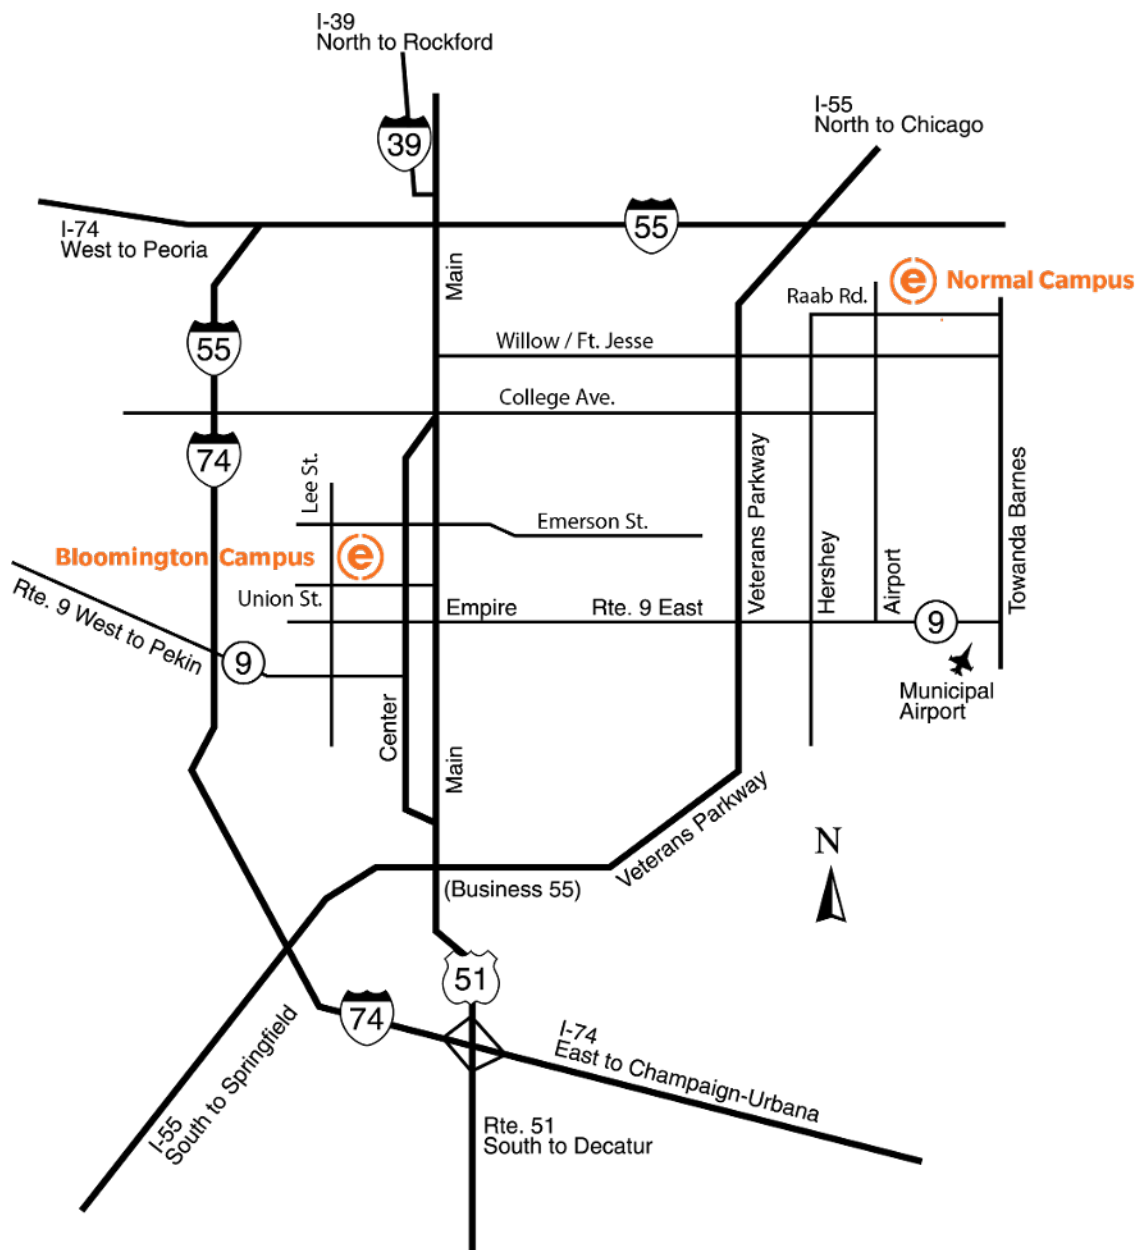 I-39
North to Rockford
39
I-55
North to Chicago
I-74
West to Peoria
55
Main
e Normal Campus
Raab Rd.
55
Willow / Ft. Jesse
College Ave.
74
Lee St.
Veterans Parkway
Hershey
Airport
Towanda Barnes
Emerson St.
Bloomington Campus e
Union St.
Rte. 9 West to Pekin
9
Empire
Rte. 9 East
9
Municipal
Airport
Center
Main
Veterans Parkway
N
(Business 55)
51
74
I-55
South to Springfield
I-74
East to Champaign-Urbana
Rte. 51
South to Decatur